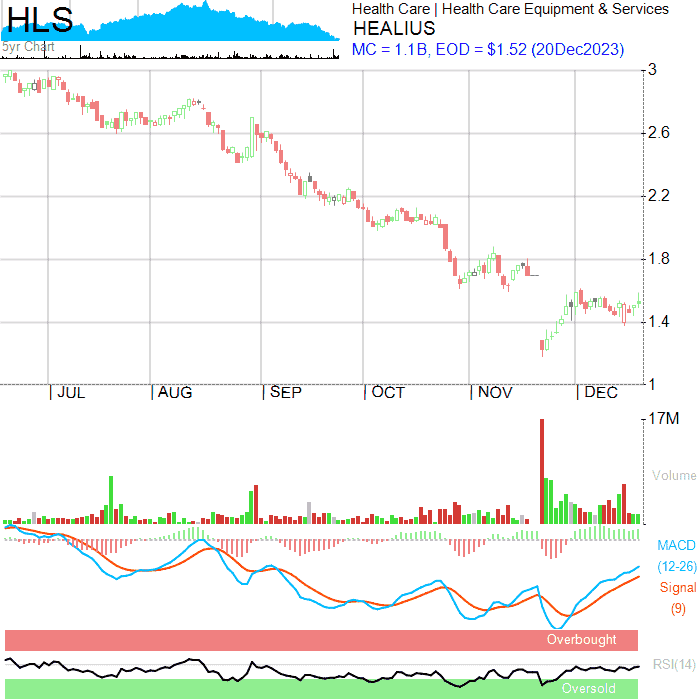 HLS
5yr Chart
Health Care | Health Care Equipment & Services
HEALIUS
MC = 1.1B, EOD = $1.52 (20Dec2023)
3
2.6
2.2
1.8
1.4
1
| JUL | AUG | SEP | OCT | NOV | DEC
17M
Volume
MACD
(12-26)
Signal
(9)
Overbought
RSI(14)
Oversold